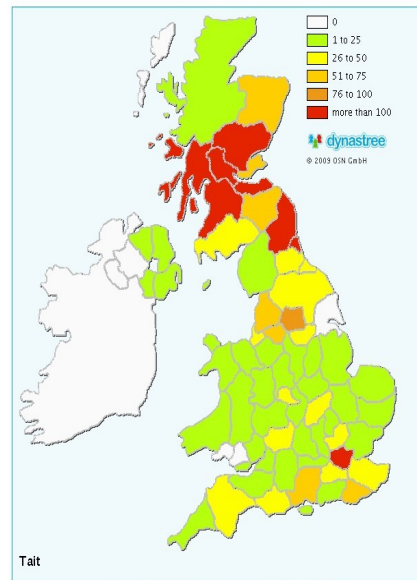 0
1 to 25
26 to 50
51 to 75
76 to 100
more than 100
dynastree
© 2009 OSN GmbH
Tait